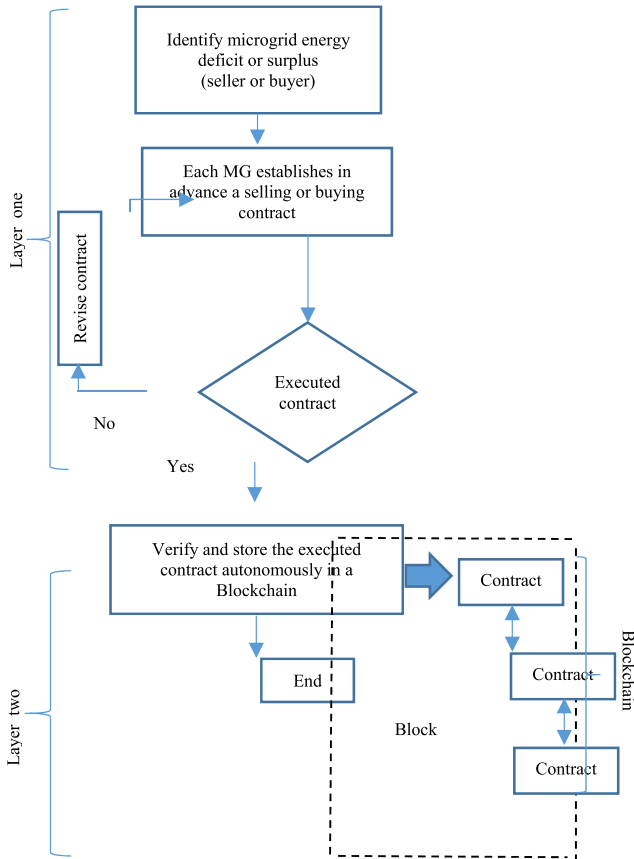 Identify microgrid energy
deficit or surplus
(seller or buyer)
Each MG establishes in
advance a selling or buying
contract
Layer one
Revise contract
Executed
contract
No
Yes
Verify and store the executed
contract autonomously in a
Blockchain
Contract
End
Contract
Blockchain
Layer two
Block
Contract